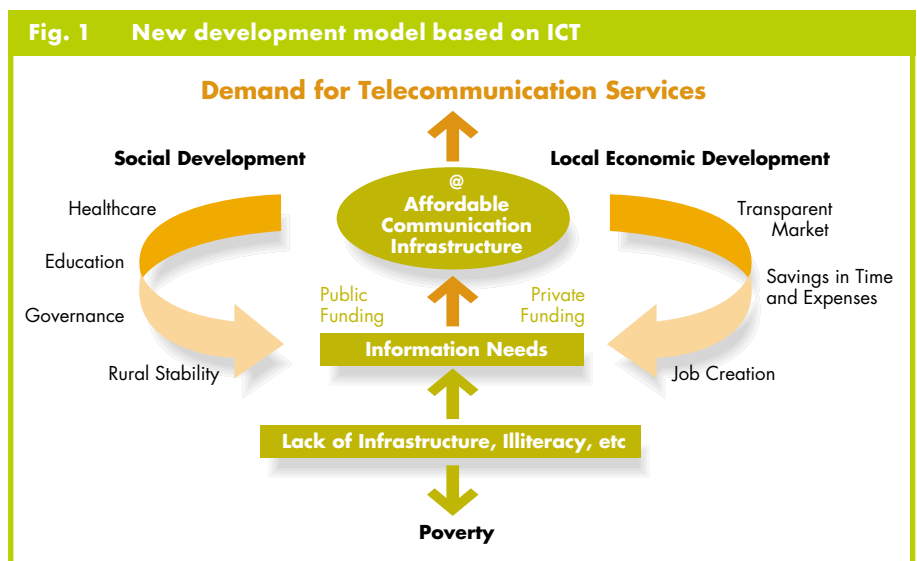 Fig. 1 New development model based on ICT
Demand for Telecommunication Services
Social Development
Local Economic Development
@
Affordable
Communication
Infrastructure
Healthcare
Education
Governance
Rural Stability
Transparent
Market
Savings in Time
and Expenses
Job Creation
Public
Funding
Private
Funding
Information Needs
Lack of Infrastructure, Illiteracy, etc
Poverty